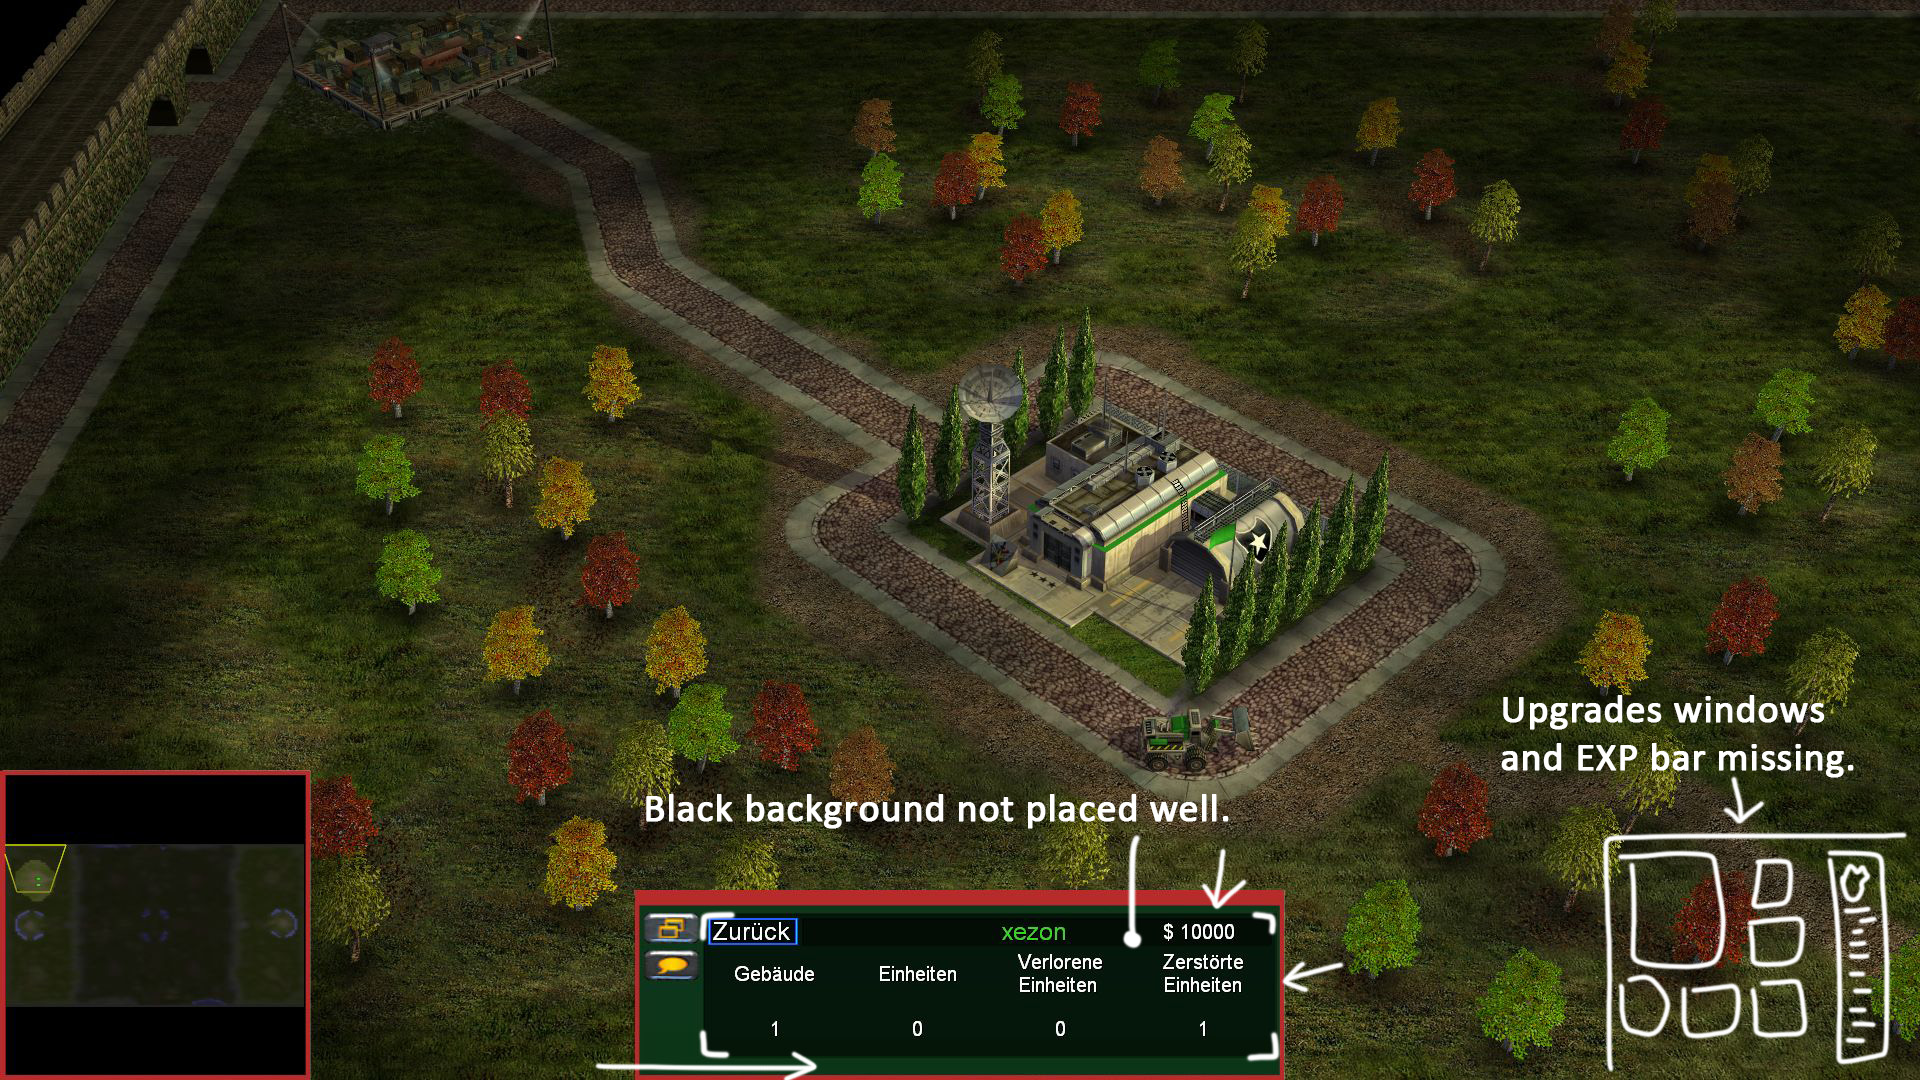 Upgrades windows
and EXP bar missing.
Black background not placed well.
Zurück xezon $ 10000
Gebäude Einheiten Verlorene Einheiten Zerstörte Einheiten
1 0 0 1